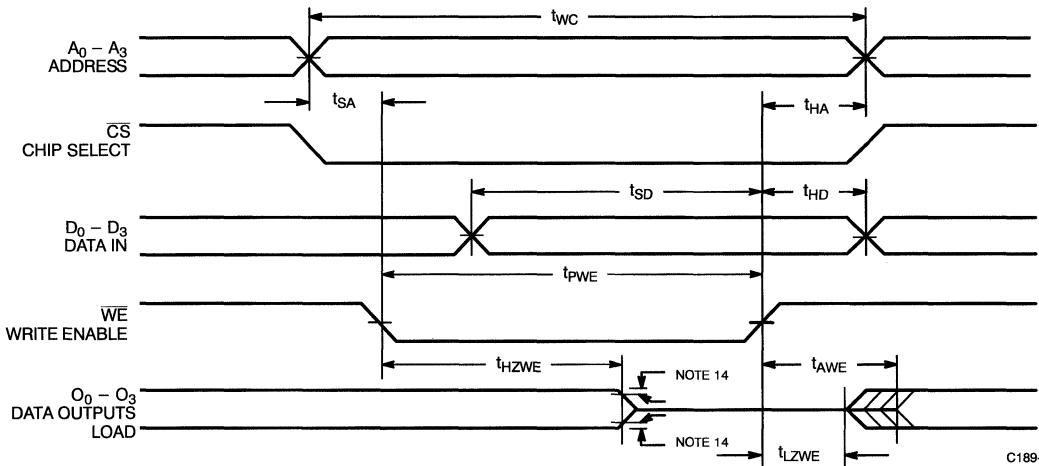 tWC
A0 – A3
ADDRESS
tSA
tHA
CS
CHIP SELECT
tSD
tHD
D0 – D3
DATA IN
tPWE
WE
WRITE ENABLE
tHZWE
tAWE
NOTE 14
O0 – O3
DATA OUTPUTS
LOAD
NOTE 14
tLZWE
C189-